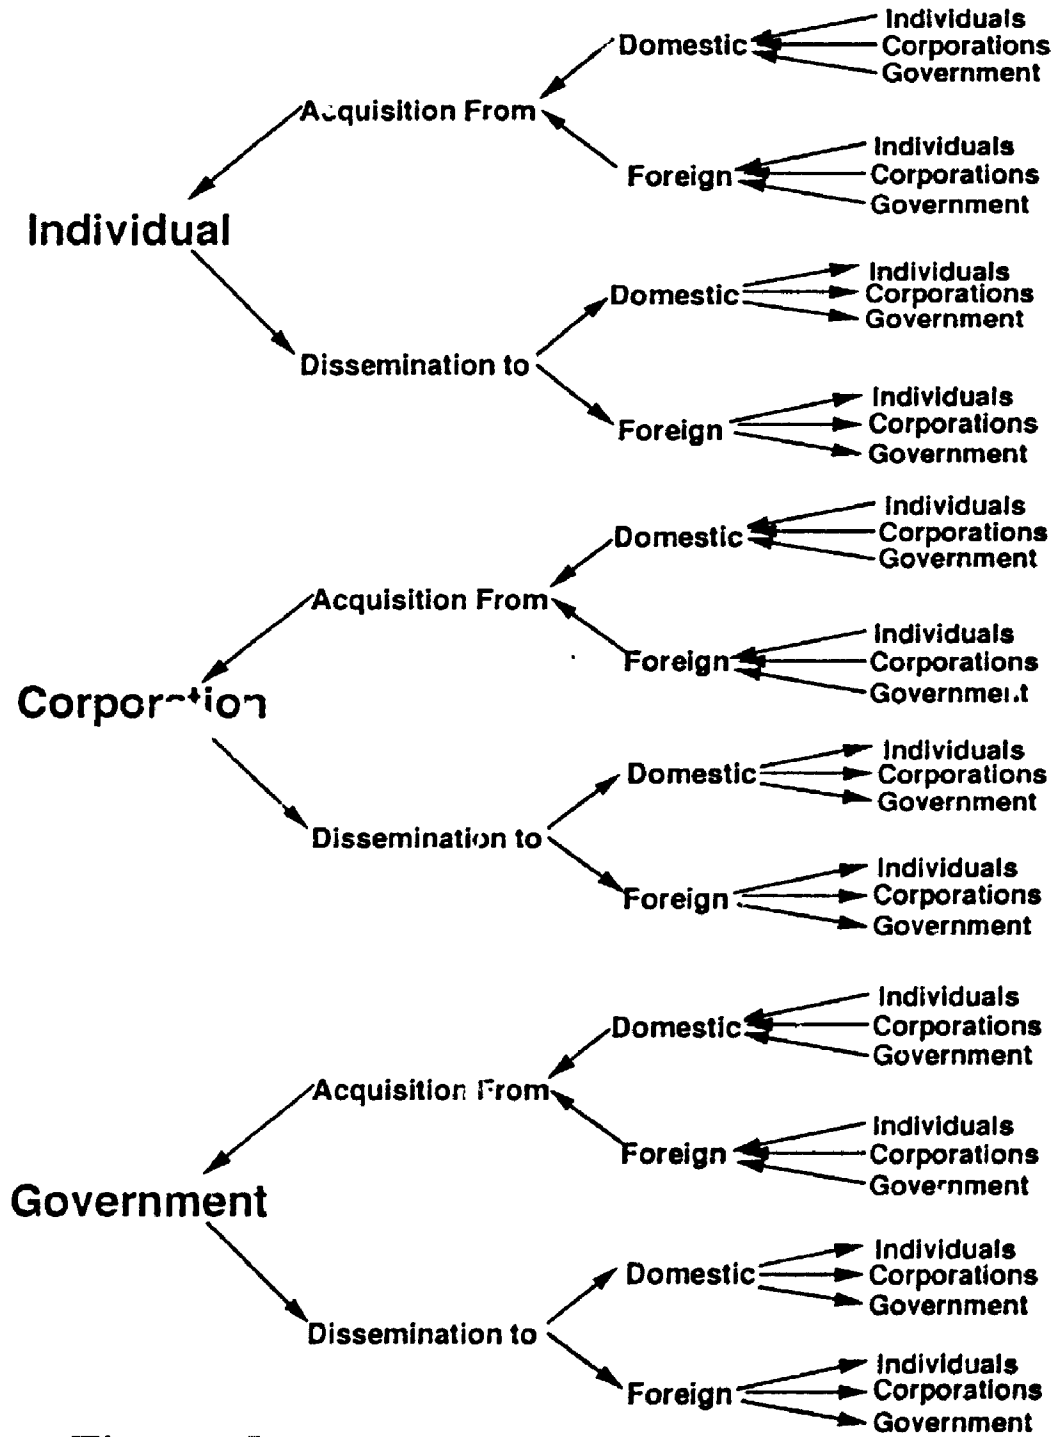 Individuals
Domestic Corporations
Government
Acquisition From
Individuals
Foreign Corporations
Government
Individual
Individuals
Domestic Corporations
Government
Dissemination to
Individuals
Foreign Corporations
Government
Individuals
Domestic Corporations
Government
Acquisition From
Individuals
Foreign Corporations
Government
Corporation
Individuals
Domestic Corporations
Government
Dissemination to
Individuals
Foreign Corporations
Government
Individuals
Domestic Corporations
Government
Acquisition From
Individuals
Foreign Corporations
Government
Government
Individuals
Domestic Corporations
Government
Dissemination to
Individuals
Foreign Corporations
Government